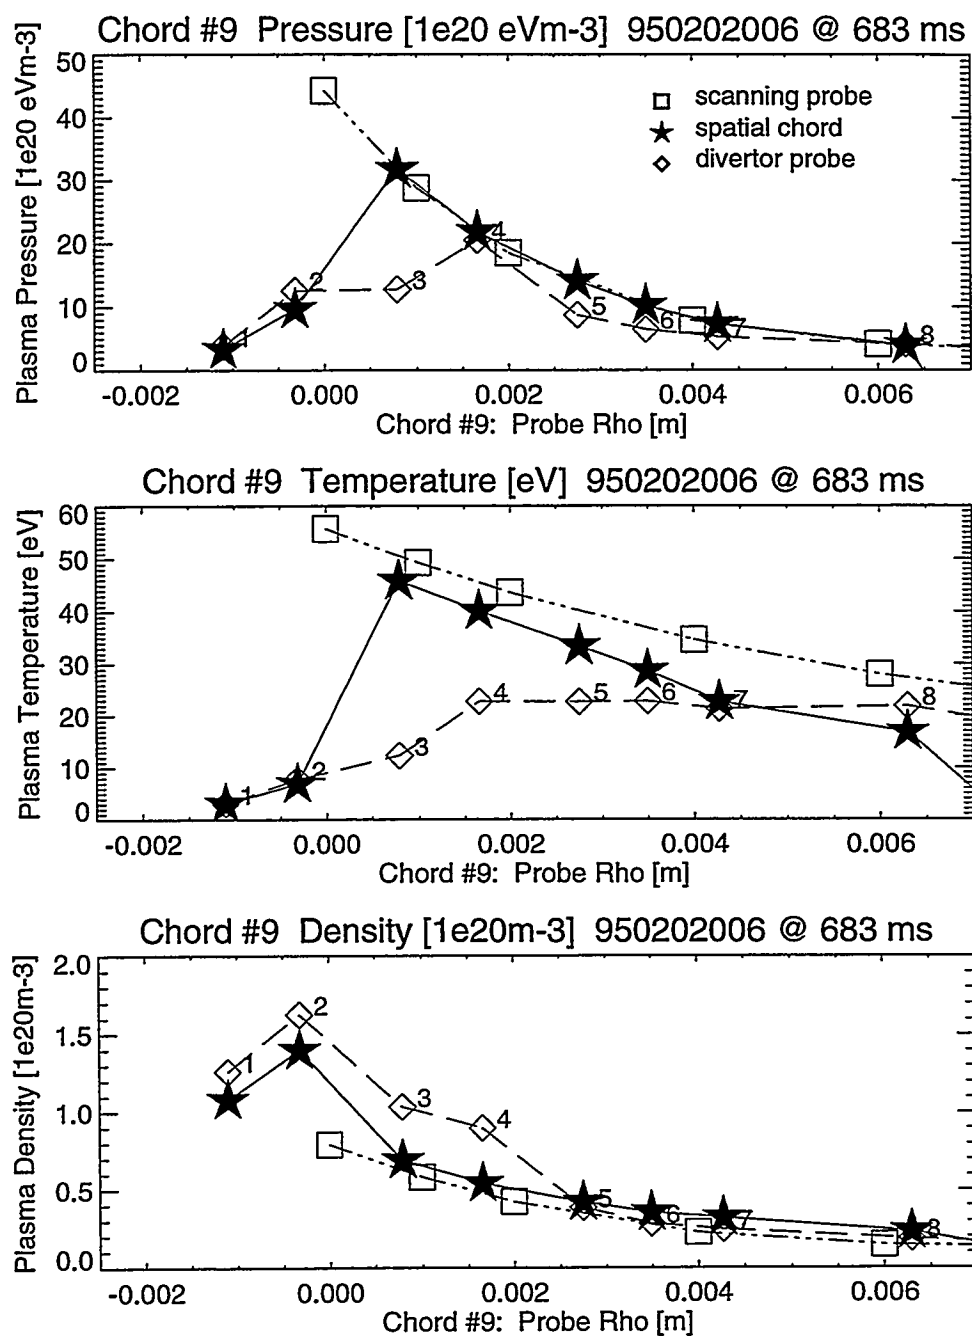 Chord #9 Pressure [1e20 eVm-3] 950202006 @ 683 ms
Plasma Pressure [1e20 eVm-3]
50
40
30
20
10
0
scanning probe
spatial chord
divertor probe
1
2
3
4
5
6
7
8
-0.002 0.000 0.002 0.004 0.006
Chord #9: Probe Rho [m]
Chord #9 Temperature [eV] 950202006 @ 683 ms
Plasma Temperature [eV]
60
50
40
30
20
10
0
1
2
3
4
5
6
7
8
-0.002 0.000 0.002 0.004 0.006
Chord #9: Probe Rho [m]
Chord #9 Density [1e20m-3] 950202006 @ 683 ms
Plasma Density [1e20m-3]
2.0
1.5
1.0
0.5
0.0
1
2
3
4
5
6
7
8
-0.002 0.000 0.002 0.004 0.006
Chord #9: Probe Rho [m]